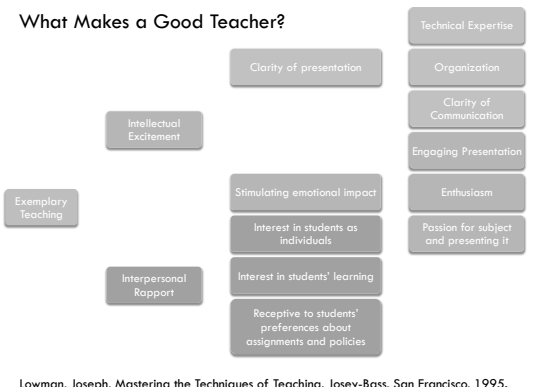 What Makes a Good Teacher?
Technical Expertise
Clarity of presentation
Organization
Clarity of
Communication
Intellectual
Excitement
Engaging Presentation
Stimulating emotional impact
Enthusiasm
Exemplary
Teaching
Interest in students as
individuals
Passion for subject
and presenting it
Interpersonal
Rapport
Interest in students' learning
Receptive to students'
preferences about
assignments and policies
Lowman, Joseph. Mastering the Techniques of Teaching. Josey-Bass. San Francisco. 1995.